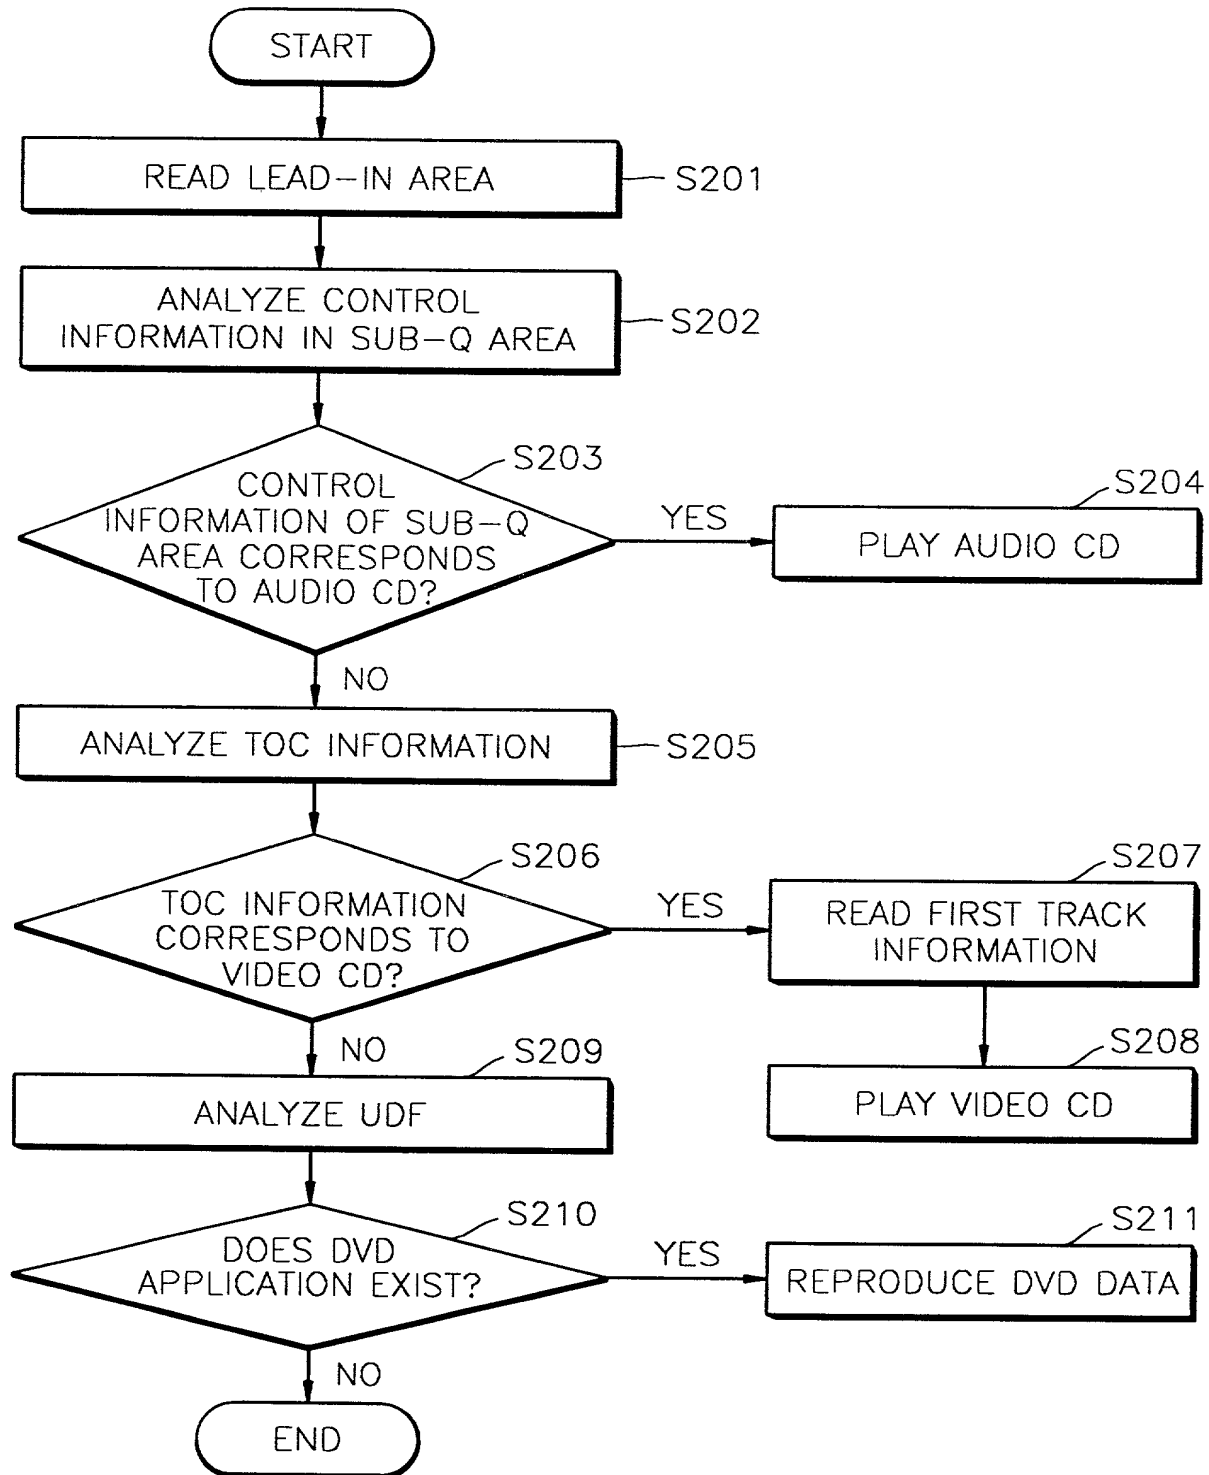 START
READ LEAD-IN AREA
S201
ANALYZE CONTROL
INFORMATION IN SUB-Q AREA
S202
S203
CONTROL
INFORMATION OF SUB-Q
AREA CORRESPONDS
TO AUDIO CD?
YES
S204
PLAY AUDIO CD
NO
ANALYZE TOC INFORMATION
S205
S206
TOC INFORMATION
CORRESPONDS TO
VIDEO CD?
YES
S207
READ FIRST TRACK
INFORMATION
S208
PLAY VIDEO CD
NO
S209
ANALYZE UDF
S210
DOES DVD
APPLICATION EXIST?
YES
S211
REPRODUCE DVD DATA
NO
END